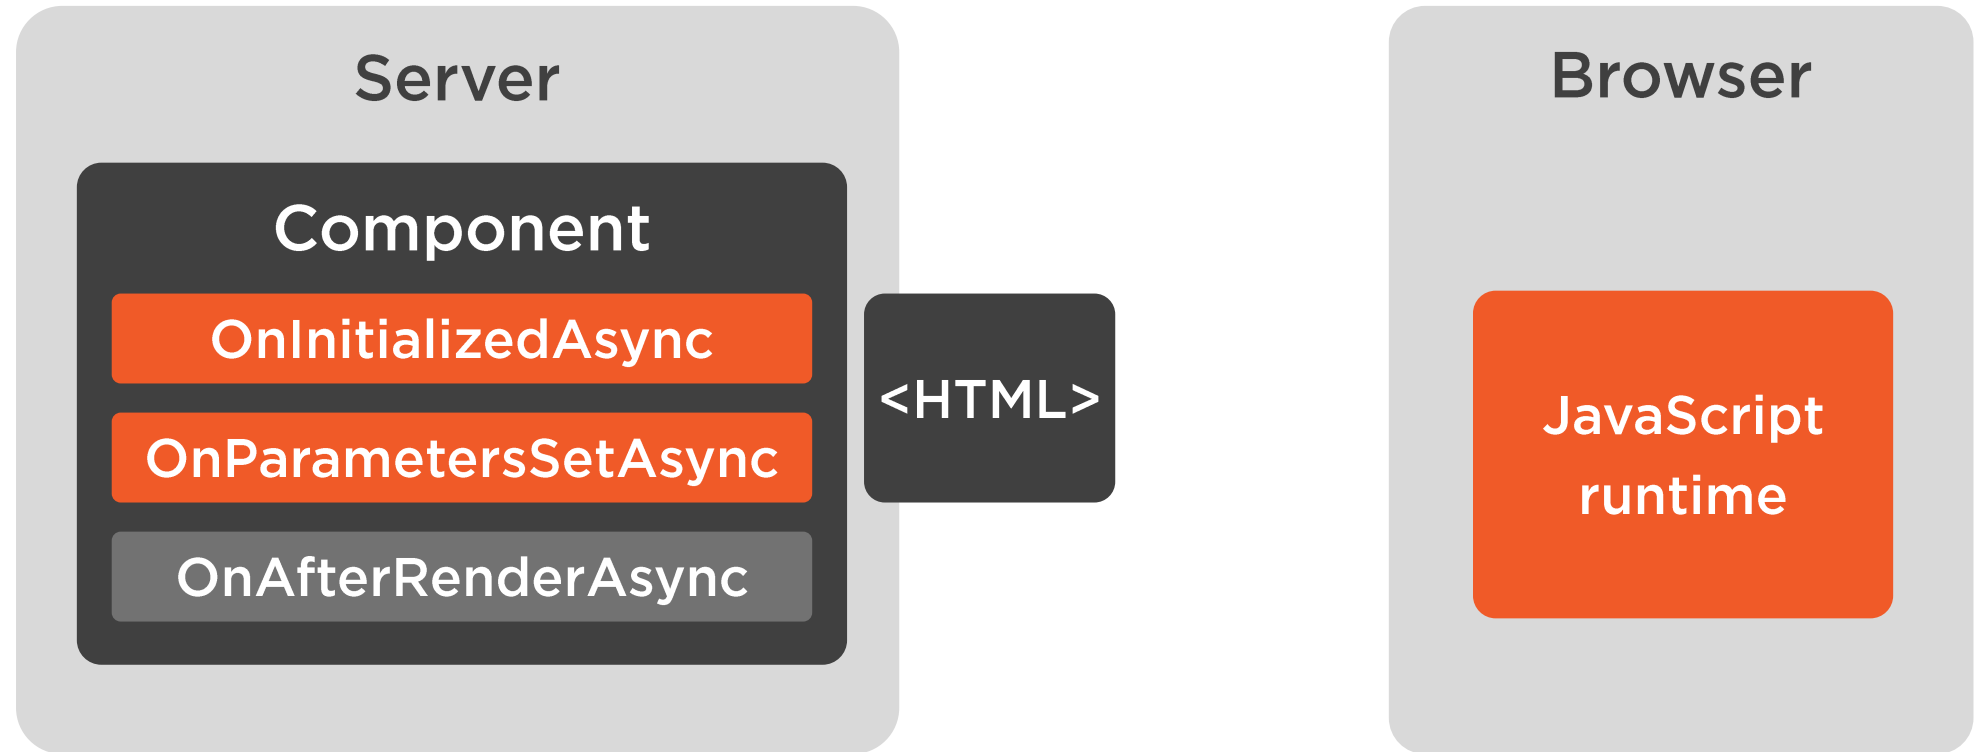 Server
Component
OnInitializedAsync
OnParametersSetAsync
OnAfterRenderAsync
<HTML>
Browser
JavaScript
runtime